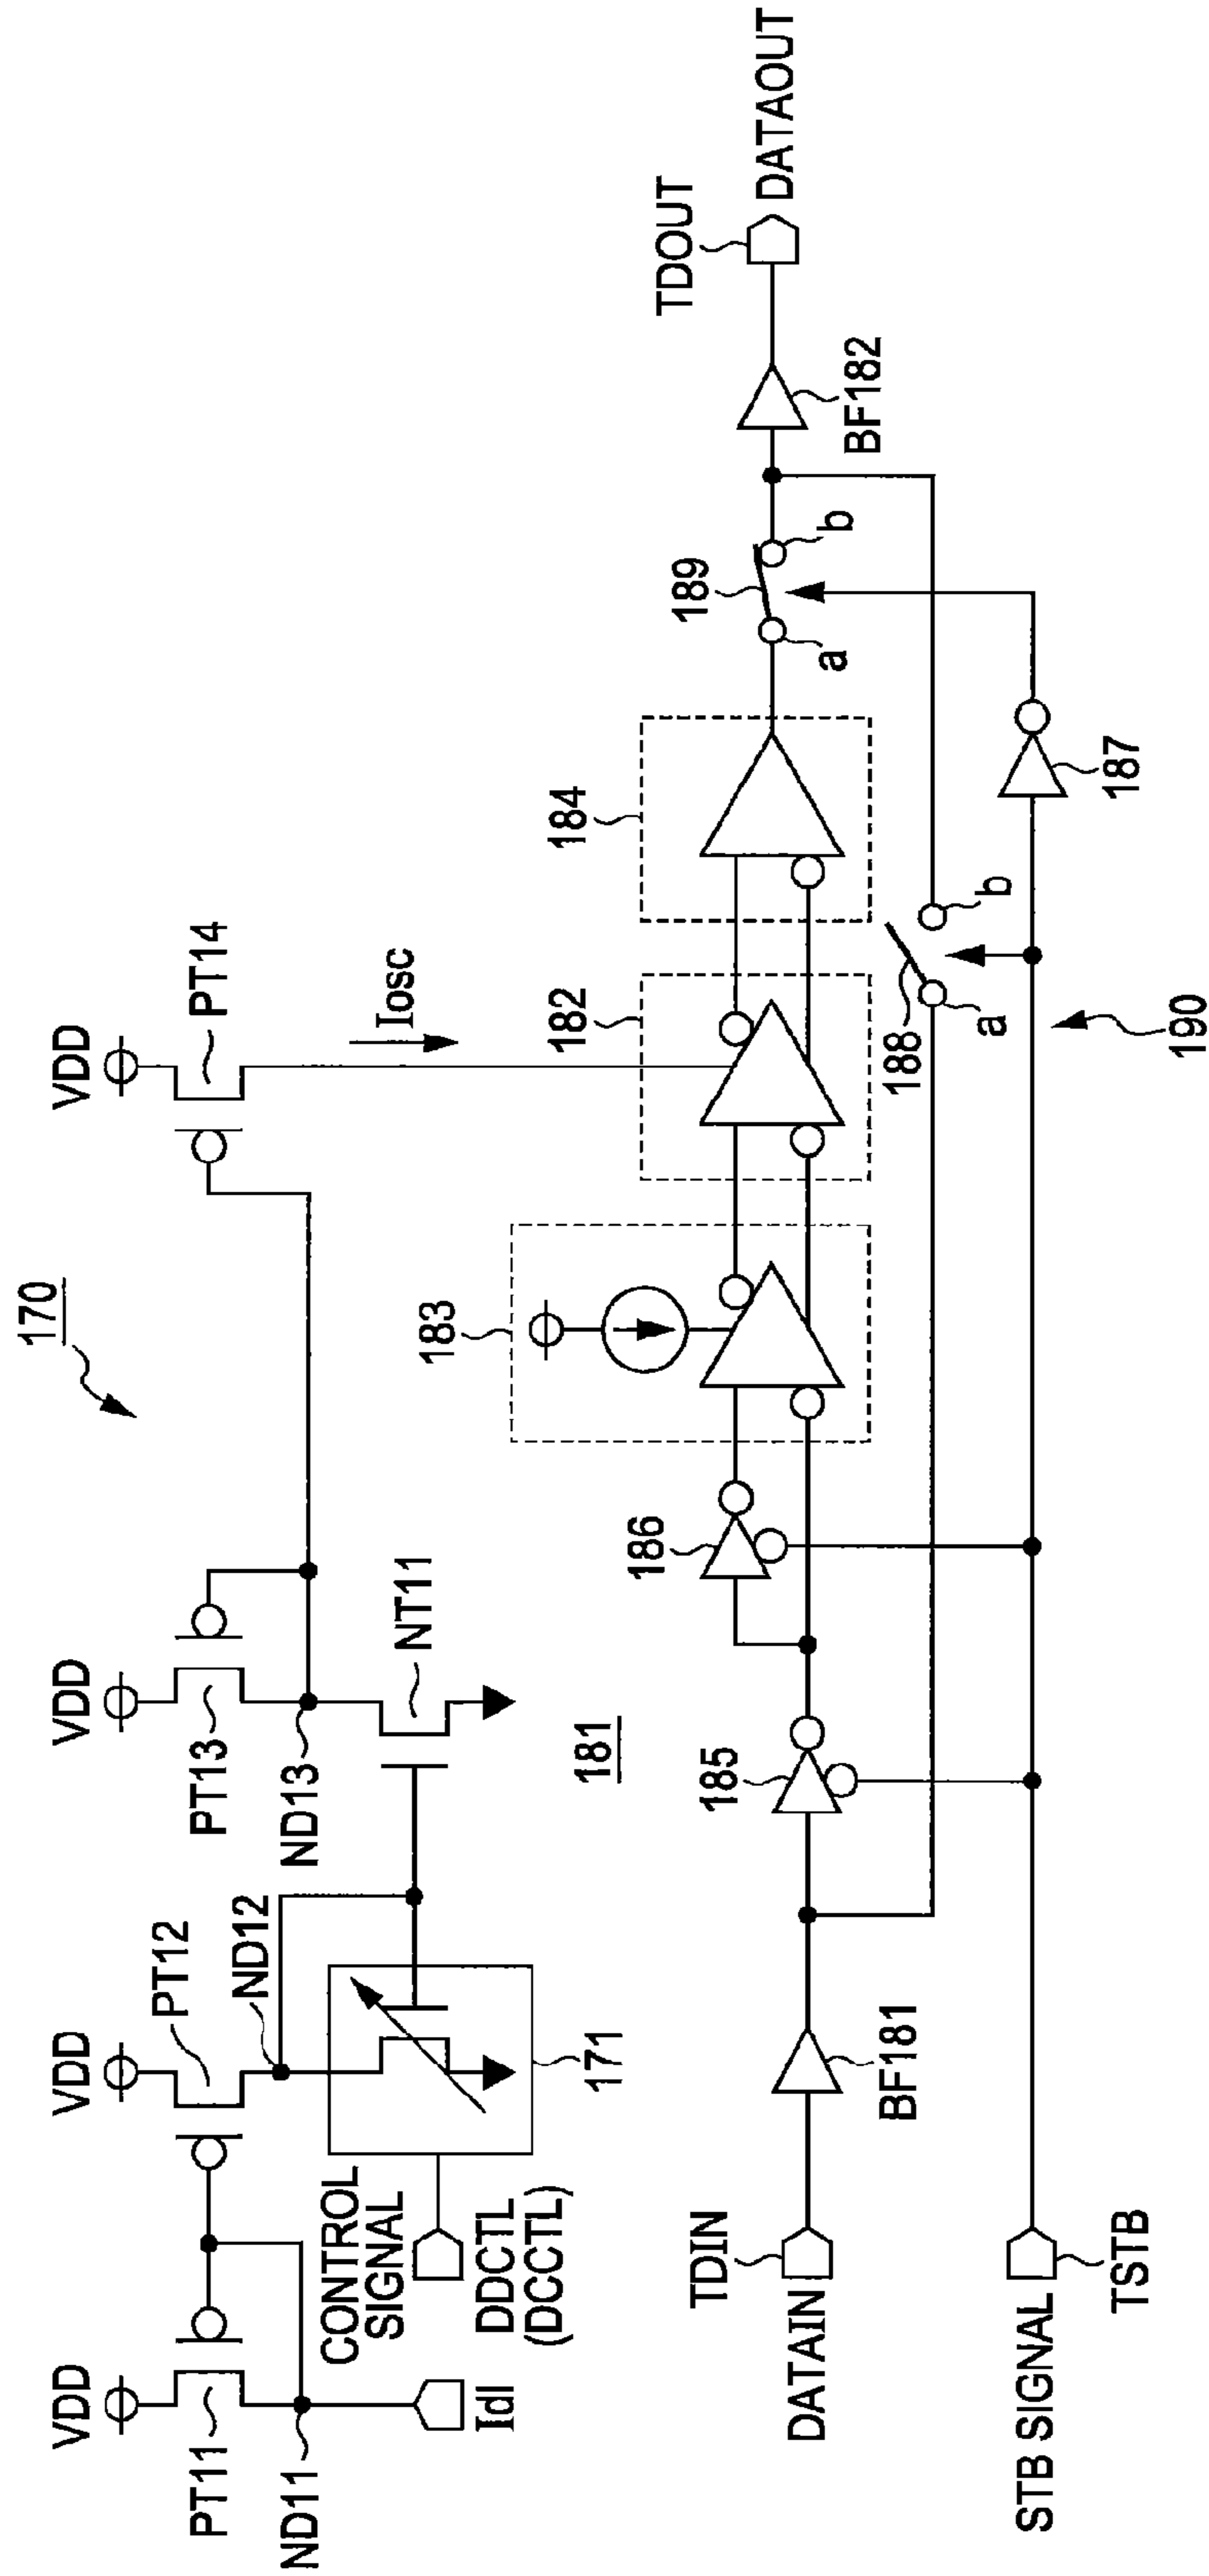 170
VDD
VDD
VDD
VDD
PT11
PT12
PT13
PT14
ND11
ND12
ND13
NT11
Iosc
CONTROL
SIGNAL
DDCTL
(DCCTL)
Idl
171
181
183
182
184
TDIN
DATAIN
BF181
185
186
188
a
b
189
a
b
BF182
TDOUT
DATAOUT
187
190
STB SIGNAL
TSTB